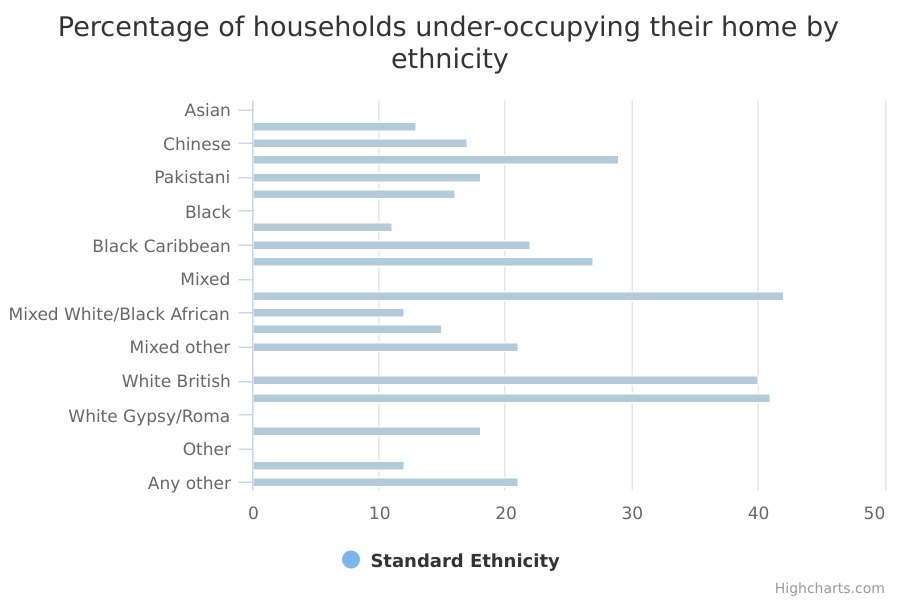 Percentage of households under-occupying their home by
ethnicity
Asian
Chinese
Pakistani
Black
Black Caribbean
Mixed
Mixed White/Black African
Mixed other
White British
White Gypsy/Roma
Other
Any other
0 10 20 30 40 50
Standard Ethnicity
Highcharts.com